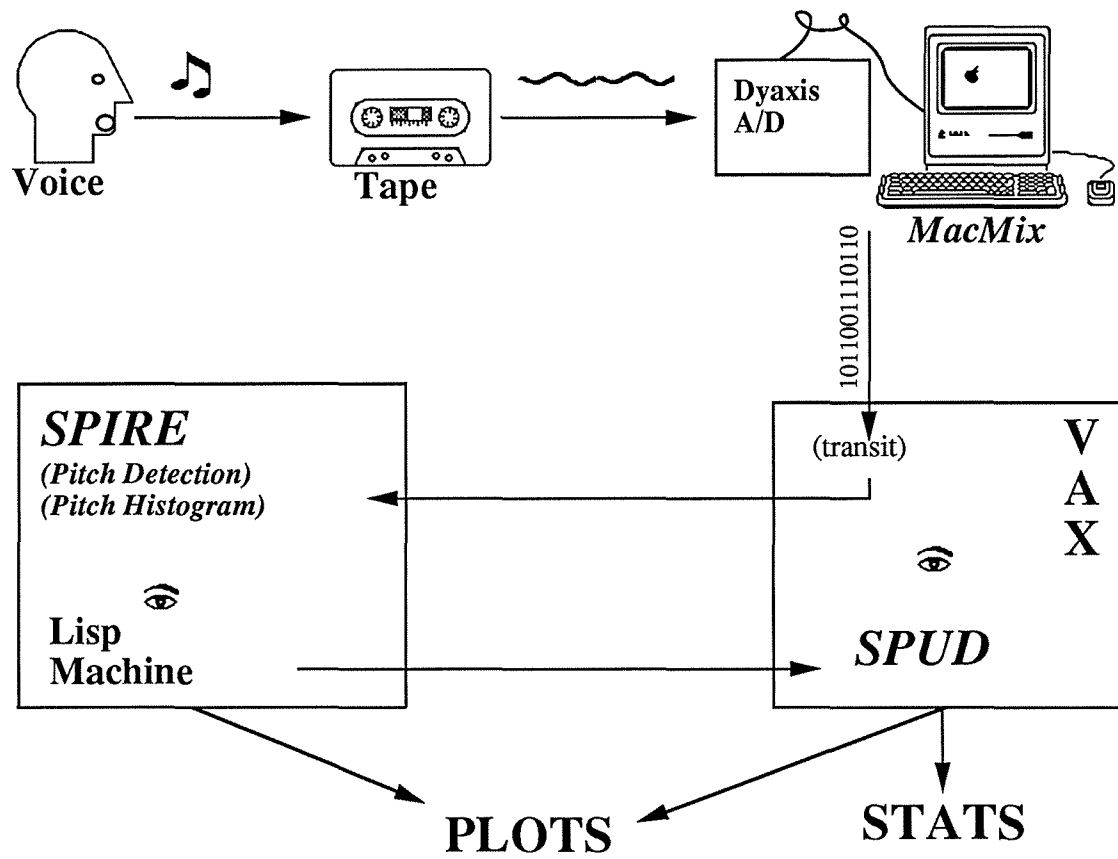 Voice
Tape
Dyaxis
A/D
MacMix
1011001110110
SPIRE
(Pitch Detection)
(Pitch Histogram)
Lisp
Machine
(transit)
V
A
X
SPUD
PLOTS
STATS